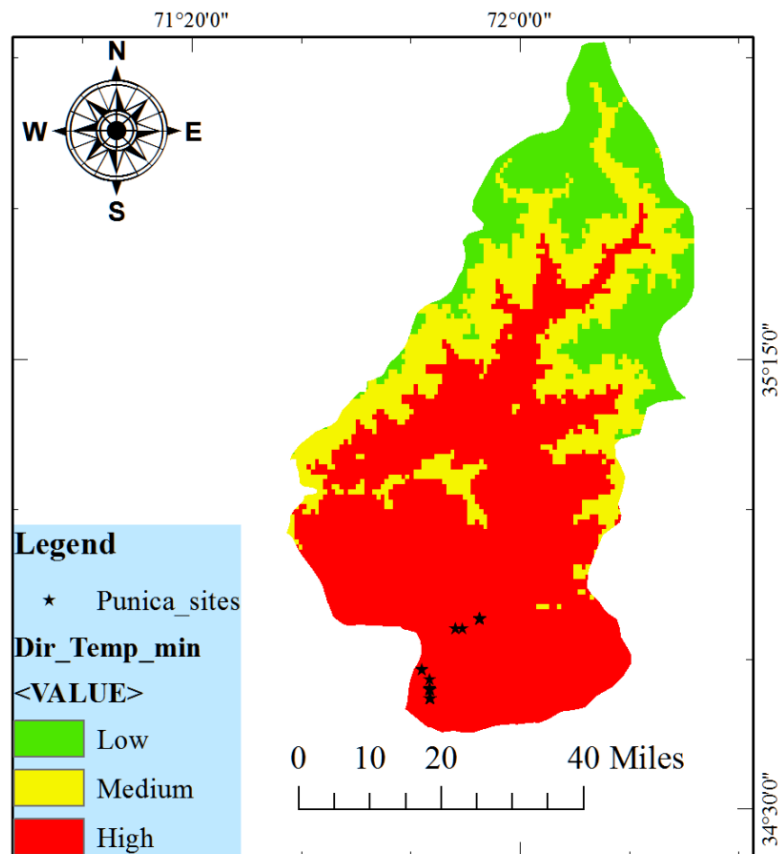 71°20'0" 72°0'0"
N
W E
S
35°15'0"
Legend
Punica_sites
Dir_Temp_min
<VALUE>
Low
Medium
High
0 10 20 40 Miles
34°30'0"